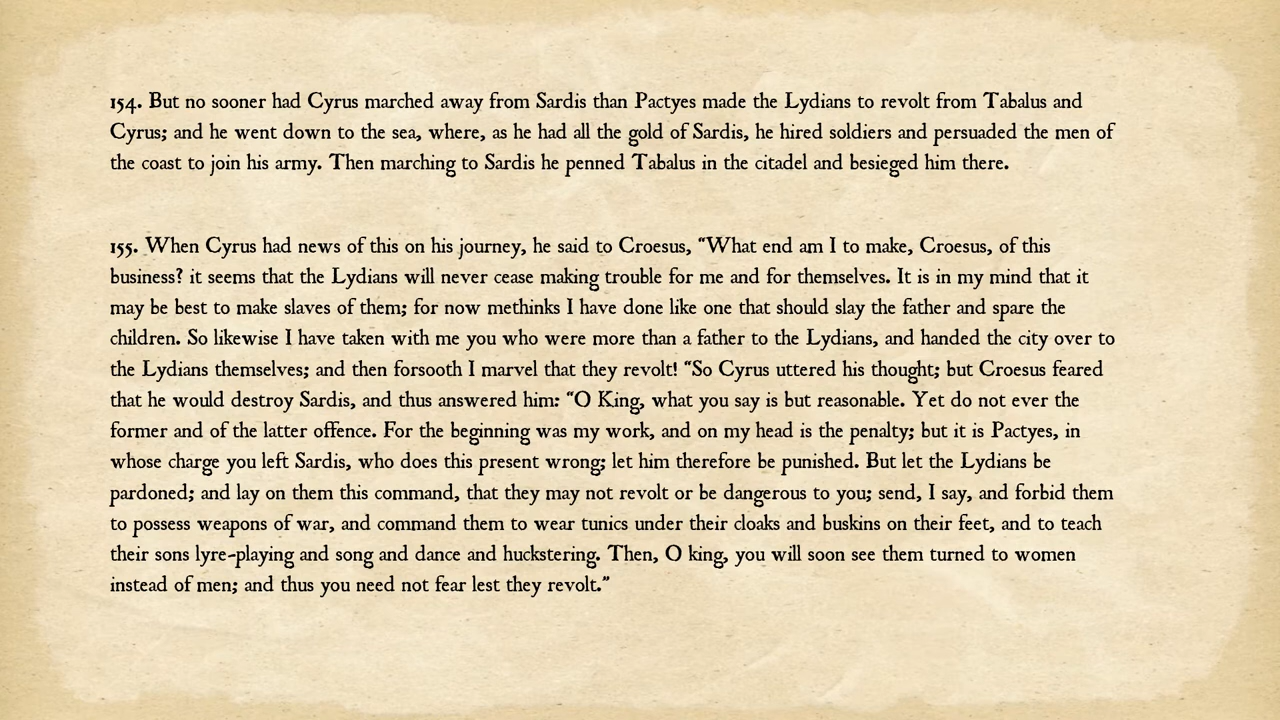 154. But no sooner had Cyrus marched away from Sardis than Pactyes made the Lydians to revolt from Tabalus and
Cyrus; and he went down to the sea, where, as he had all the gold of Sardis, he hired soldiers and persuaded the men of
the coast to join his army. Then marching to Sardis he penned Tabalus in the citadel and besieged him there.
155. When Cyrus had news of this on his journey, he said to Croesus, “What end am I to make, Croesus, of this
business? it seems that the Lydians will never cease making trouble for me and for themselves. It is in my mind that it
may be best to make slaves of them; for now methinks I have done like one that should slay the father and spare the
children. So likewise I have taken with me you who were more than a father to the Lydians, and handed the city over to
the Lydians themselves; and then forsooth I marvel that they revolt! “So Cyrus uttered his thought; but Croesus feared
that he would destroy Sardis, and thus answered him: “O King, what you say is but reasonable. Yet do not ever the
former and of the latter offence. For the beginning was my work, and on my head is the penalty; but it is Pactyes, in
whose charge you left Sardis, who does this present wrong; let him therefore be punished. But let the Lydians be
pardoned; and lay on them this command, that they may not revolt or be dangerous to you; send, I say, and forbid them
to possess weapons of war, and command them to wear tunics under their cloaks and buskins on their feet, and to teach
their sons lyre-playing and song and dance and huckstering. Then, O king, you will soon see them turned to women
instead of men; and thus you need not fear lest they revolt.”